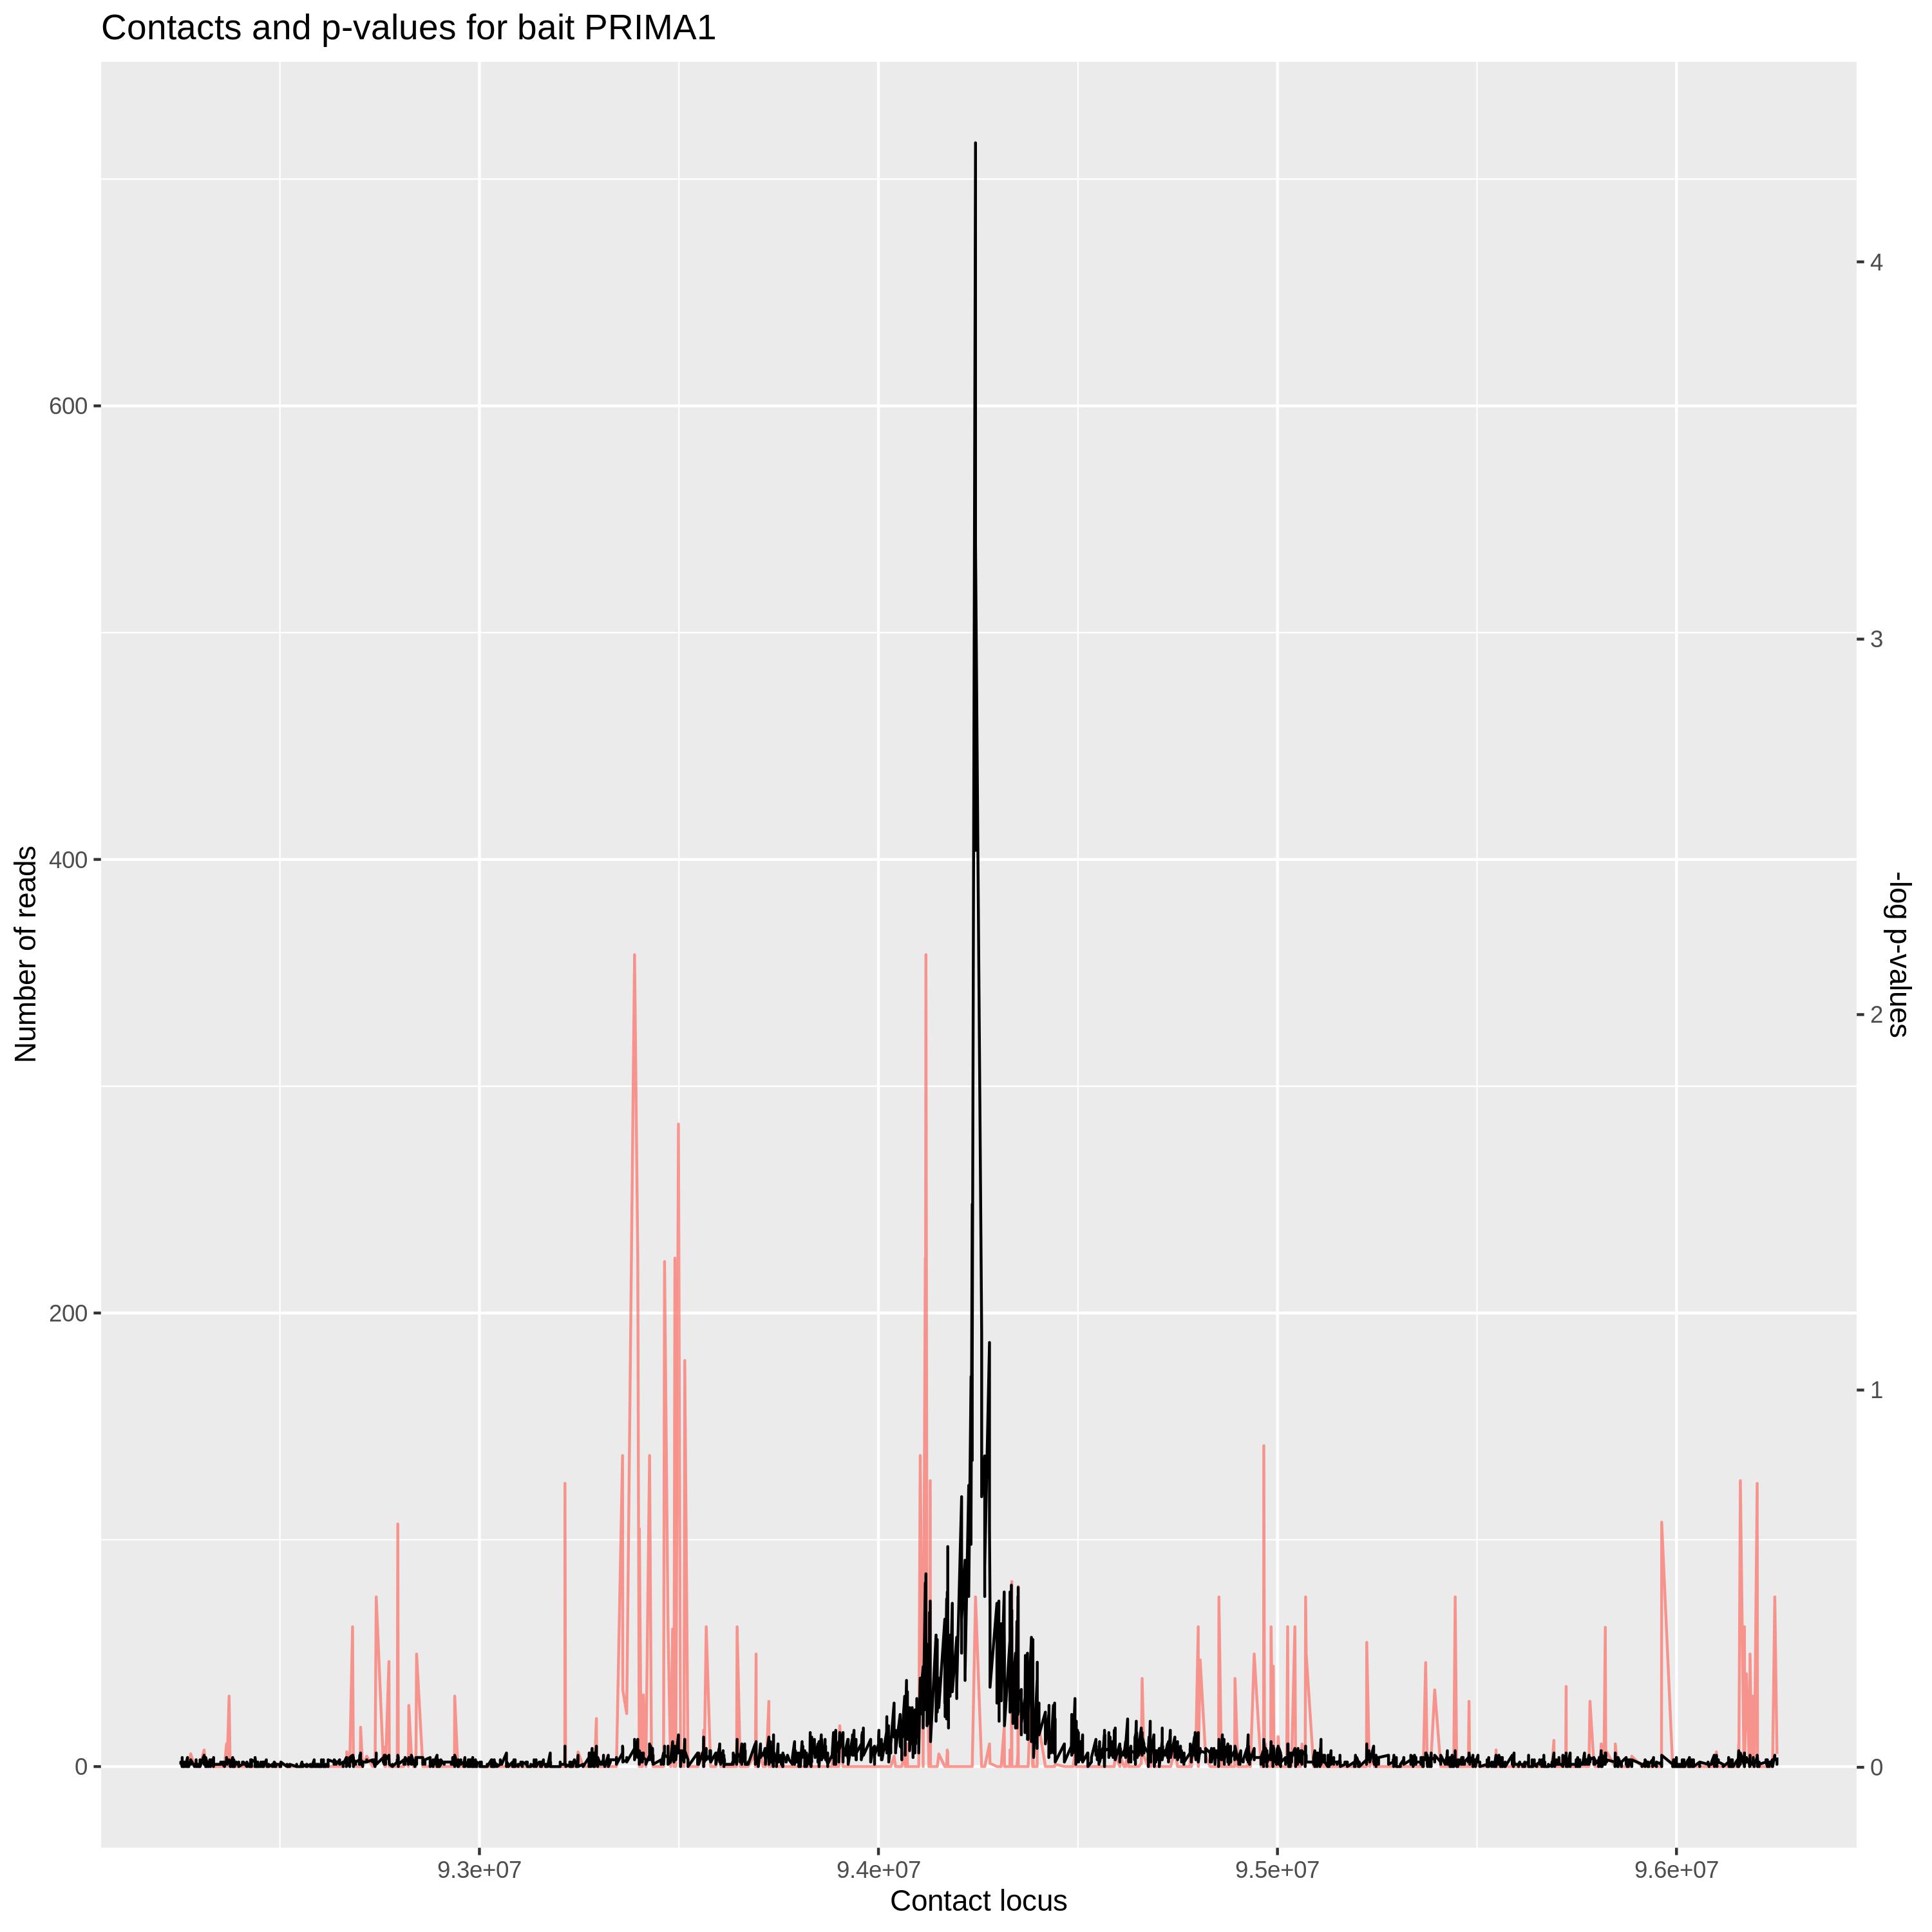 Contacts and p-values for bait PRIMA1
Number of reads
600
400
200
0
4
3
2
1
0
-log p-values
9.3e+07
9.4e+07
9.5e+07
9.6e+07
Contact locus